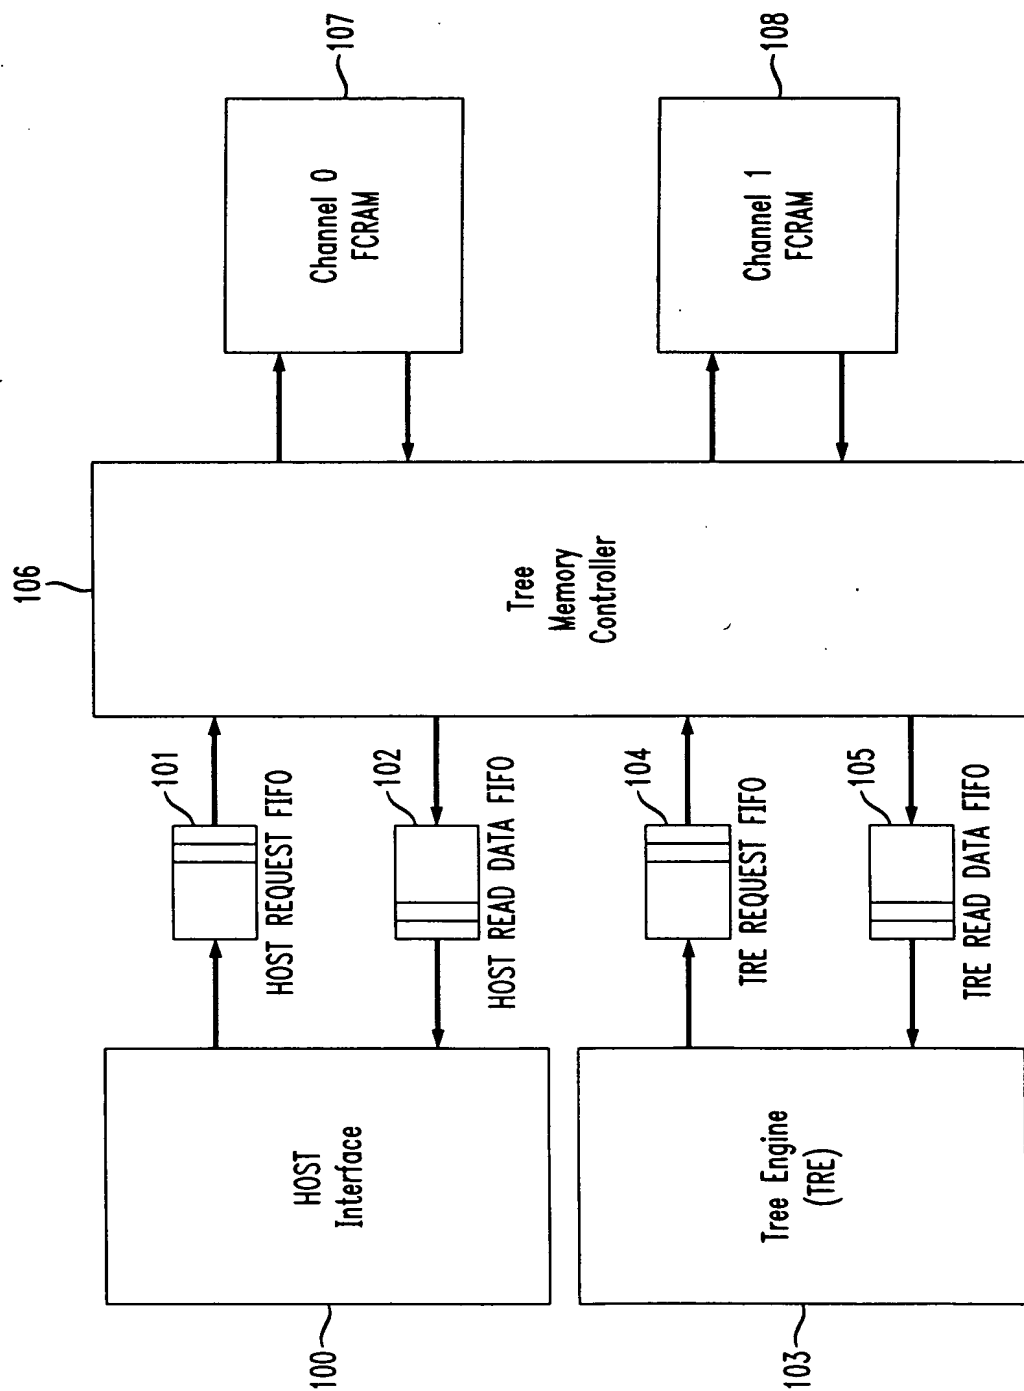 106
107
108
101
102
104
105
100
103
HOST
Interface
HOST REQUEST FIFO
HOST READ DATA FIFO
Tree Engine
(TRE)
TRE REQUEST FIFO
TRE READ DATA FIFO
Tree
Memory
Controller
Channel 0
FCRAM
Channel 1
FCRAM